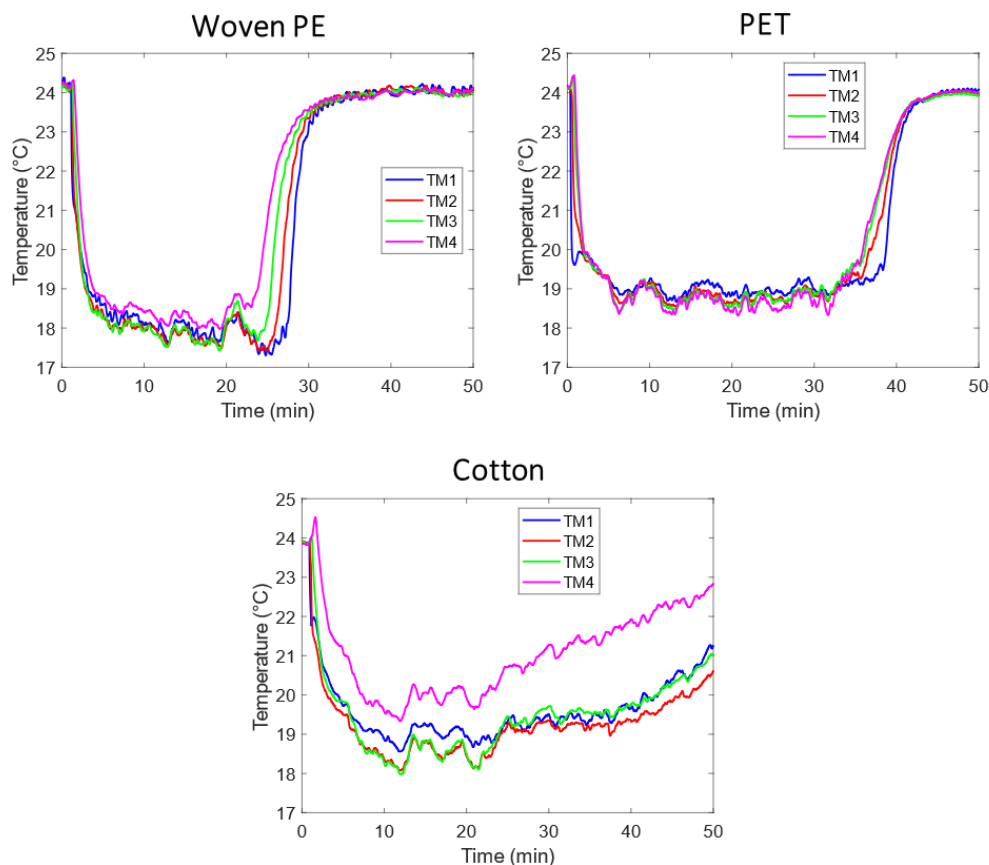 Woven PE
25
24
23
22
21
20
19
18
17
Temperature (°C)
TM1
TM2
TM3
TM4
0 10 20 30 40 50
Time (min)
PET
25
24
23
22
21
20
19
18
17
Temperature (°C)
TM1
TM2
TM3
TM4
0 10 20 30 40 50
Time (min)
Cotton
25
24
23
22
21
20
19
18
17
Temperature (°C)
TM1
TM2
TM3
TM4
0 10 20 30 40 50
Time (min)